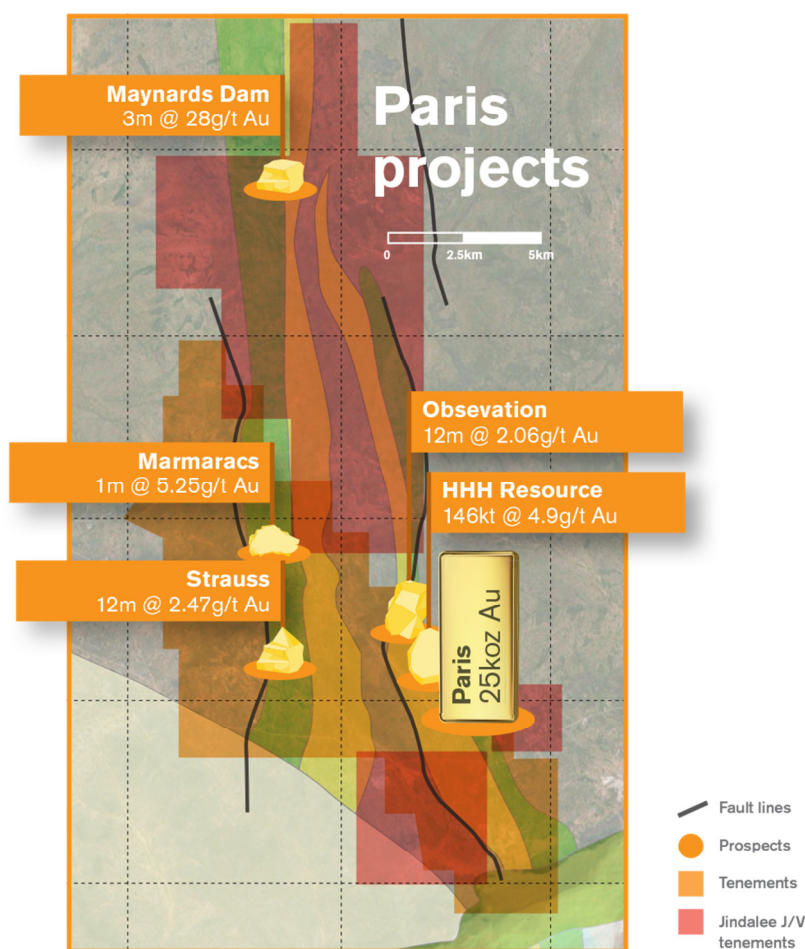 Maynards Dam
3m @ 28g/t Au
Paris
projects
0 2.5km 5km
Obsevation
12m @ 2.06g/t Au
Marmaracs
1m @ 5.25g/t Au
HHH Resource
146kt @ 4.9g/t Au
Strauss
12m @ 2.47g/t Au
Paris
25koz Au
Fault lines
Prospects
Tenements
Jindalee J/V
tenements